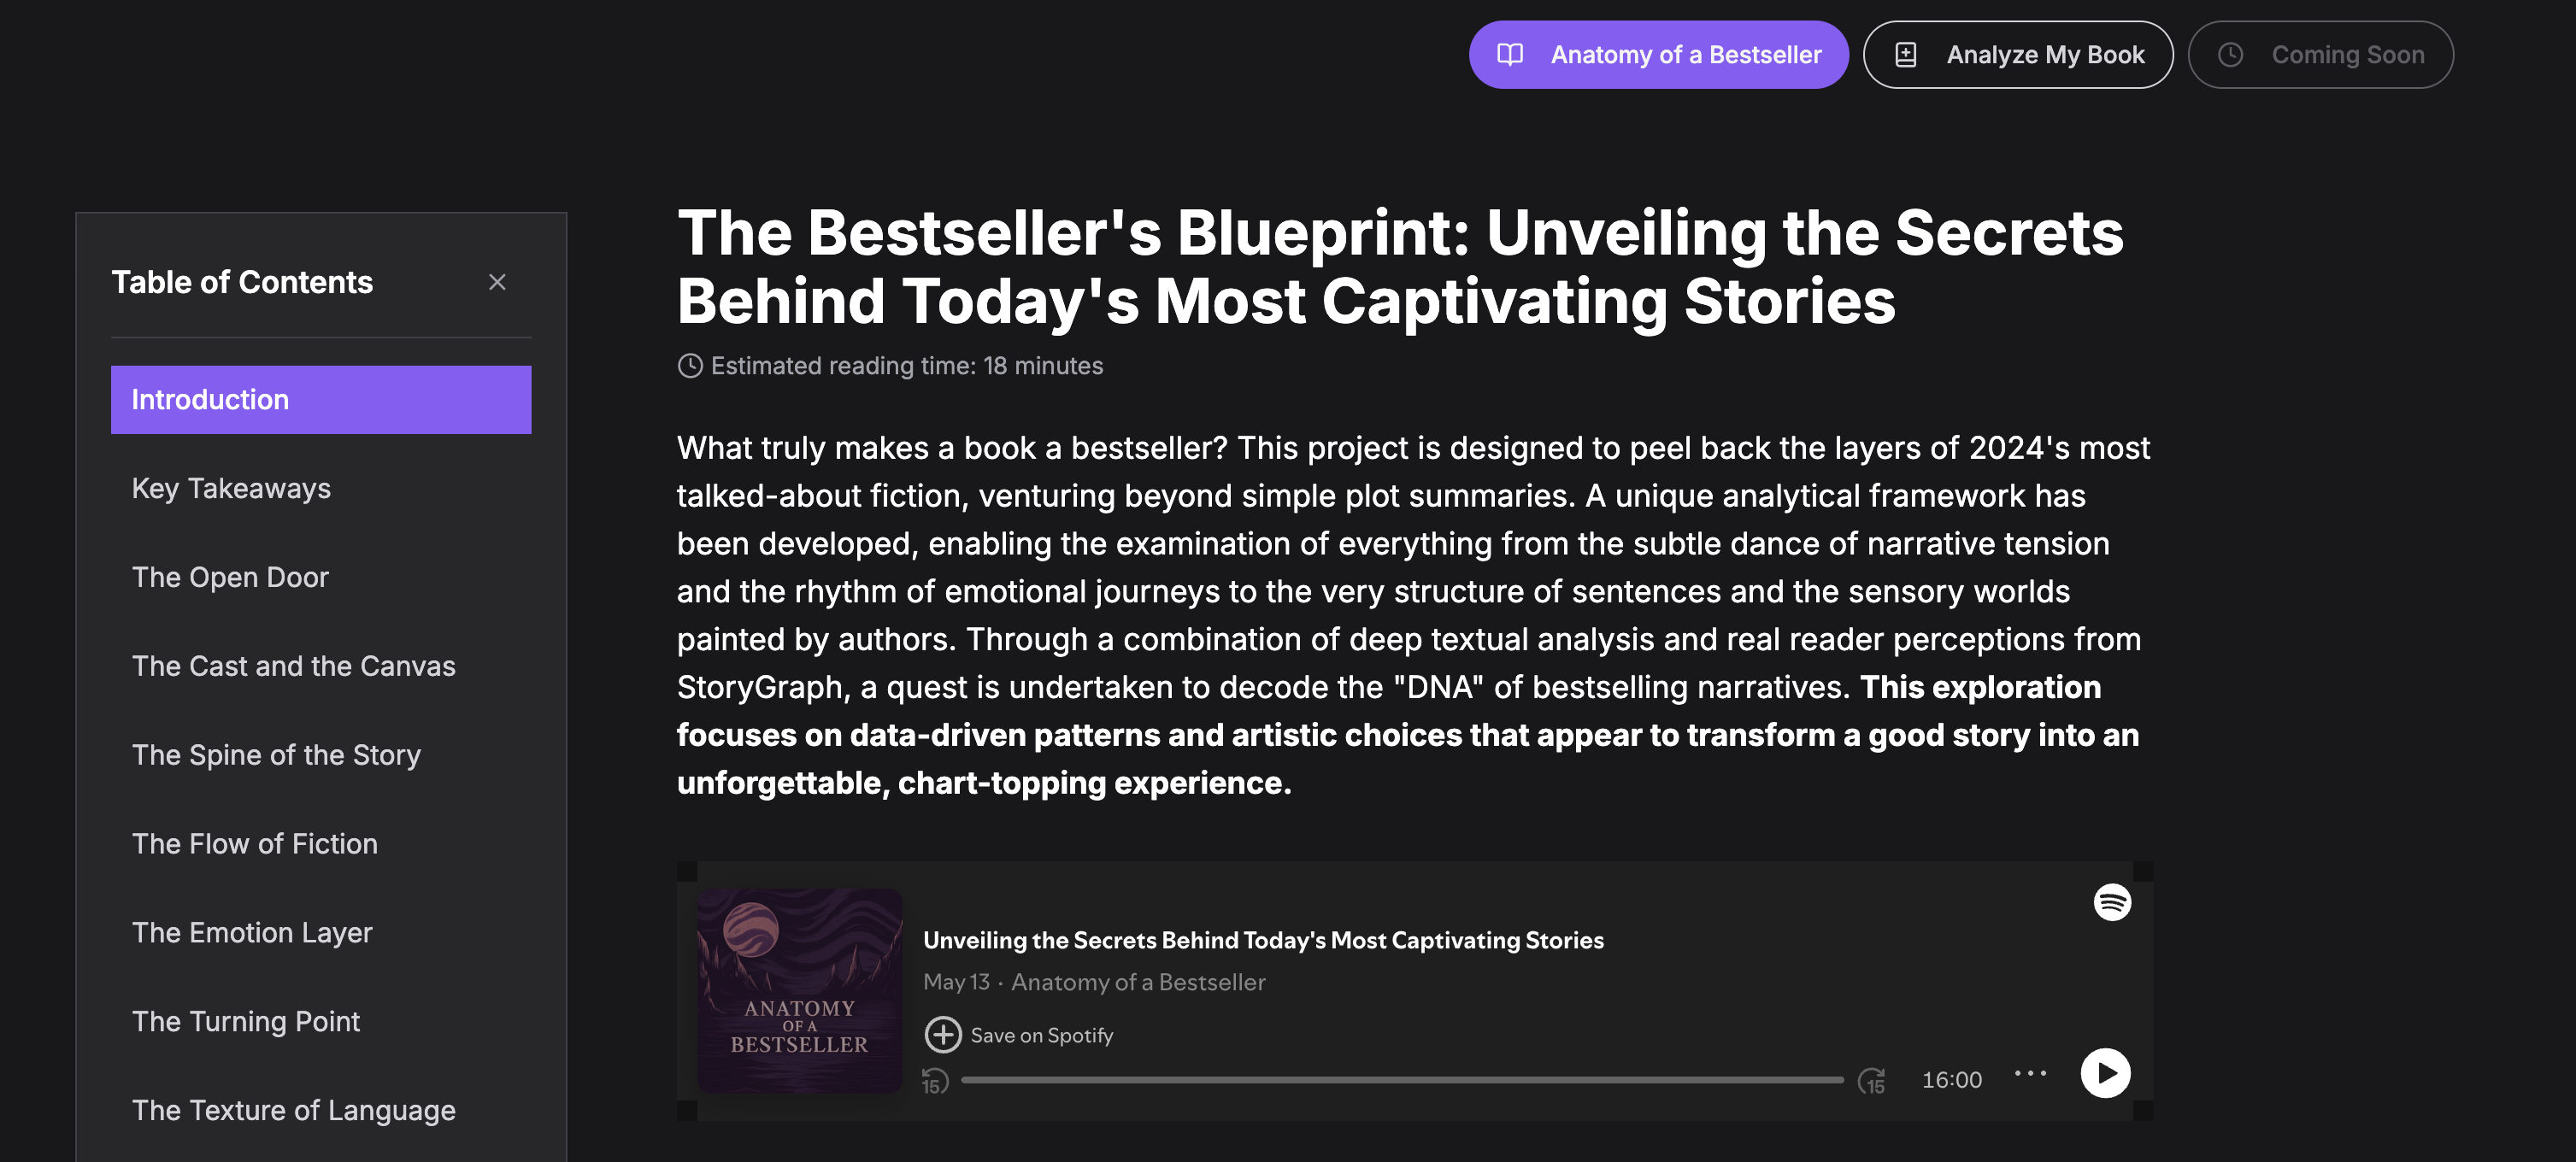 Anatomy of a Bestseller
Analyze My Book
Coming Soon
Table of Contents
Introduction
Key Takeaways
The Open Door
The Cast and the Canvas
The Spine of the Story
The Flow of Fiction
The Emotion Layer
The Turning Point
The Texture of Language
The Bestseller's Blueprint: Unveiling the Secrets
Behind Today's Most Captivating Stories
Estimated reading time: 18 minutes
What truly makes a book a bestseller? This project is designed to peel back the layers of 2024's most
talked-about fiction, venturing beyond simple plot summaries. A unique analytical framework has
been developed, enabling the examination of everything from the subtle dance of narrative tension
and the rhythm of emotional journeys to the very structure of sentences and the sensory worlds
painted by authors. Through a combination of deep textual analysis and real reader perceptions from
StoryGraph, a quest is undertaken to decode the "DNA" of bestselling narratives. This exploration
focuses on data-driven patterns and artistic choices that appear to transform a good story into an
unforgettable, chart-topping experience.
ANATOMY
OF A
BESTSELLER
Unveiling the Secrets Behind Today's Most Captivating Stories
May 13 · Anatomy of a Bestseller
Save on Spotify
15
15
16:00